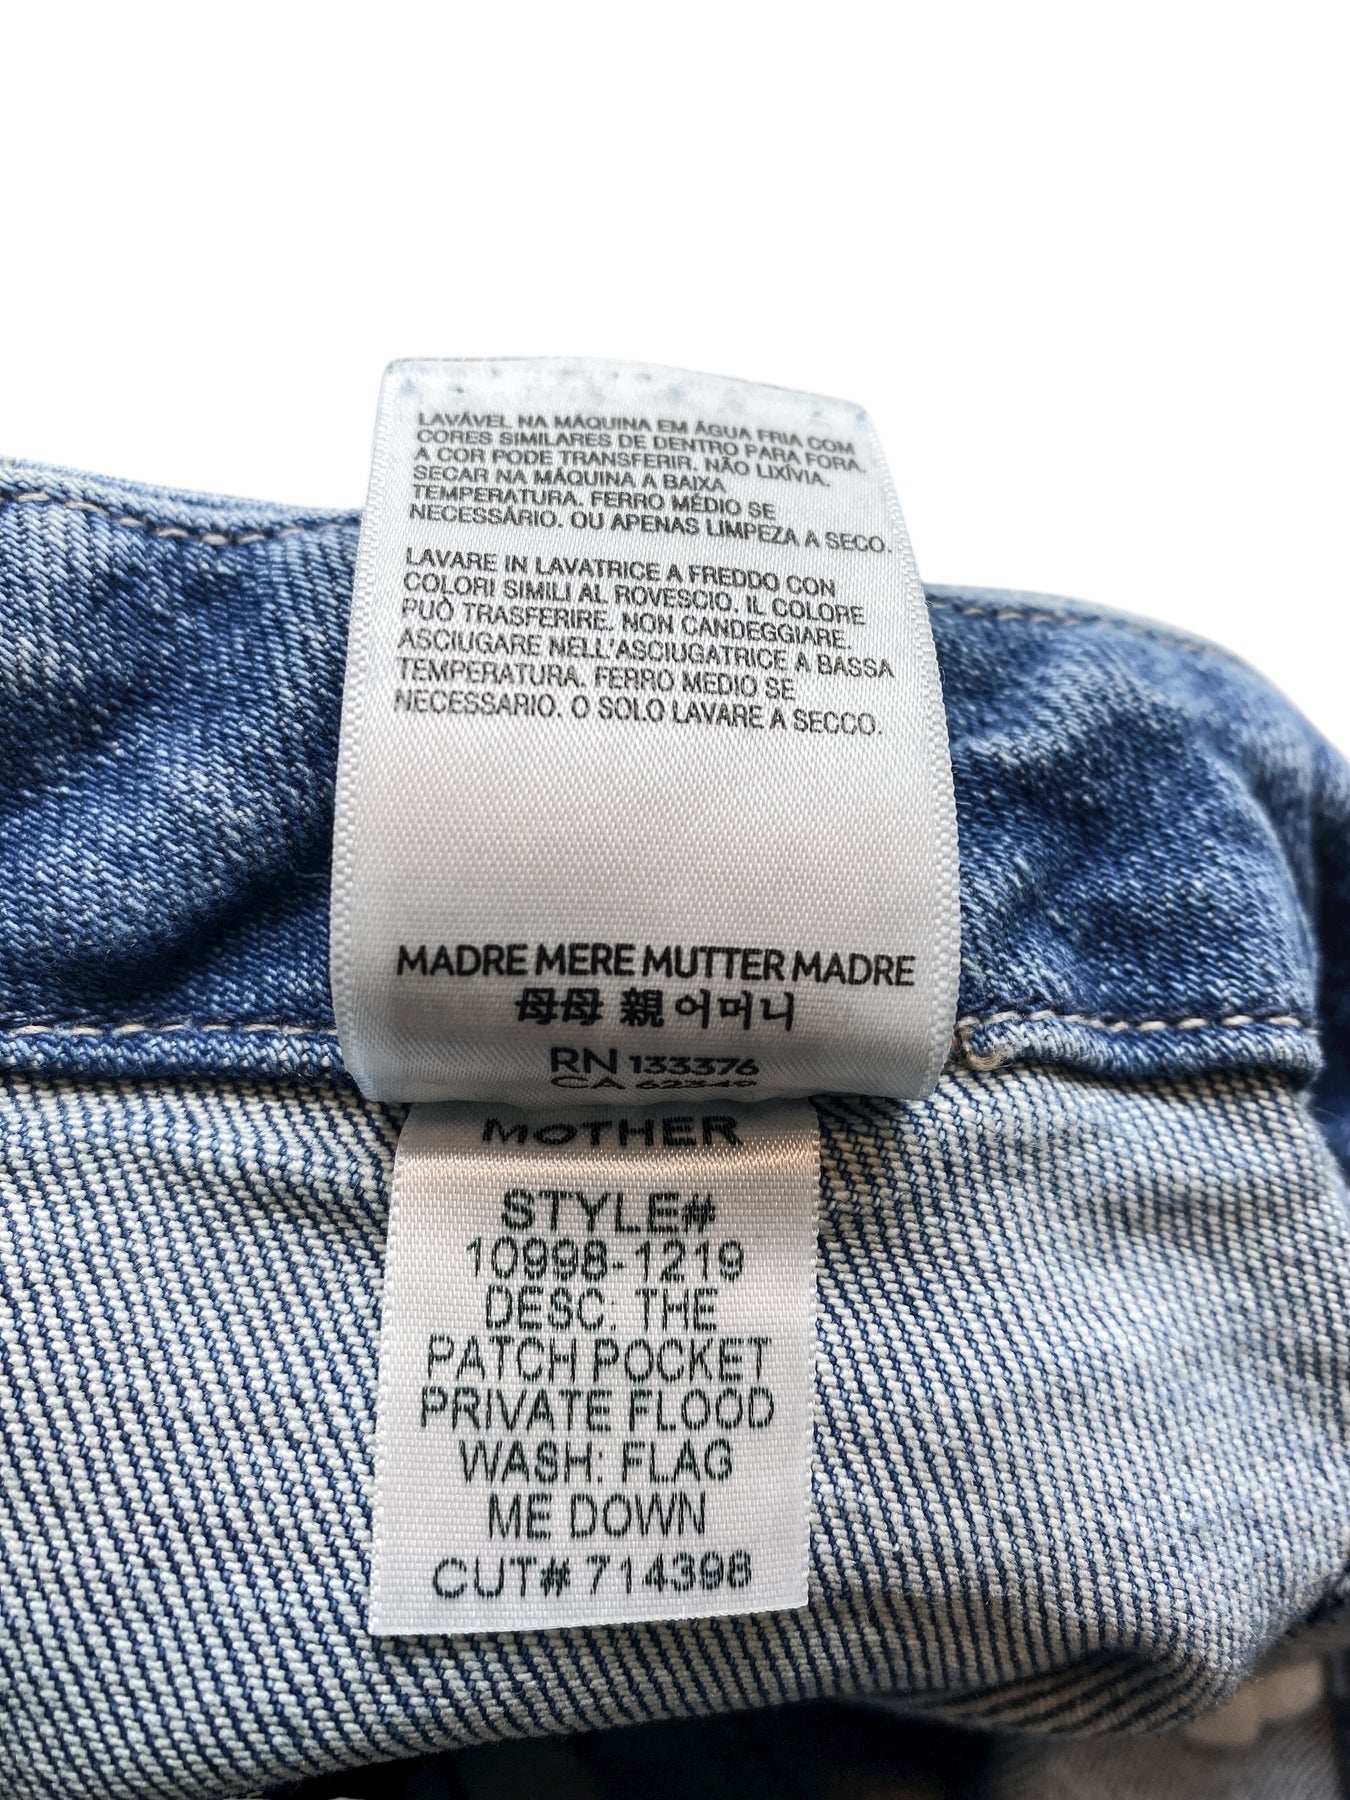 LAVÁVEL NA MÁQUINA EM ÁGUA FRIA COM
CORES SIMILARES DE DENTRO PARA FORA.
A COR PODE TRANSFERIR. NÃO LIXÍVIA.
SECAR NA MÁQUINA A BAIXA
TEMPERATURA. FERRO MÉDIO SE
NECESSÁRIO. OU APENAS LIMPEZA A SECO.
LAVARE IN LAVATRICE A FREDDO CON
COLORI SIMILI AL ROVESCIO. IL COLORE
PUÒ TRASFERIRE. NON CANDEGGIARE.
ASCIUGARE NELL'ASCIUGATRICE A BASSA
TEMPERATURA. FERRO MEDIO SE
NECESSARIO. O SOLO LAVARE A SECCO.
MADRE MERE MUTTER MADRE
母母 親 어머니
RN 133376
CA 62349
MOTHER
STYLE#
10998-1219
DESC: THE
PATCH POCKET
PRIVATE FLOOD
WASH: FLAG
ME DOWN
CUT# 714398